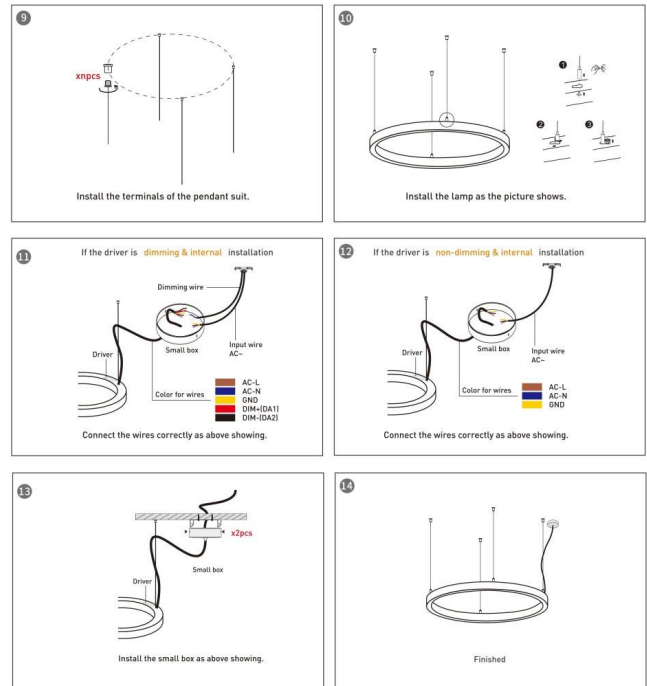 9
xnpcs
Install the terminals of the pendant suit.
10
1
2
3
Install the lamp as the picture shows.
11
If the driver is dimming & internal installation
Dimming wire
Driver
Small box
Input wire
AC~
Color for wires
AC-L
AC-N
GND
DIM+(DA1)
DIM-(DA2)
Connect the wires correctly as above showing.
12
If the driver is non-dimming & internal installation
Driver
Small box
Input wire
AC~
Color for wires
AC-L
AC-N
GND
Connect the wires correctly as above showing.
13
x2pcs
Small box
Driver
Install the small box as above showing.
14
Finished